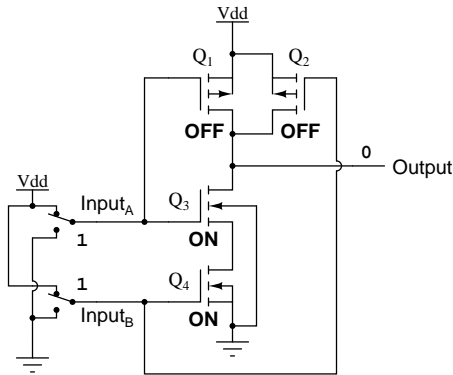 Vdd
Q1 Q2
OFF OFF
0 Output
Vdd
InputA Q3
1 ON
1 Q4
InputB ON